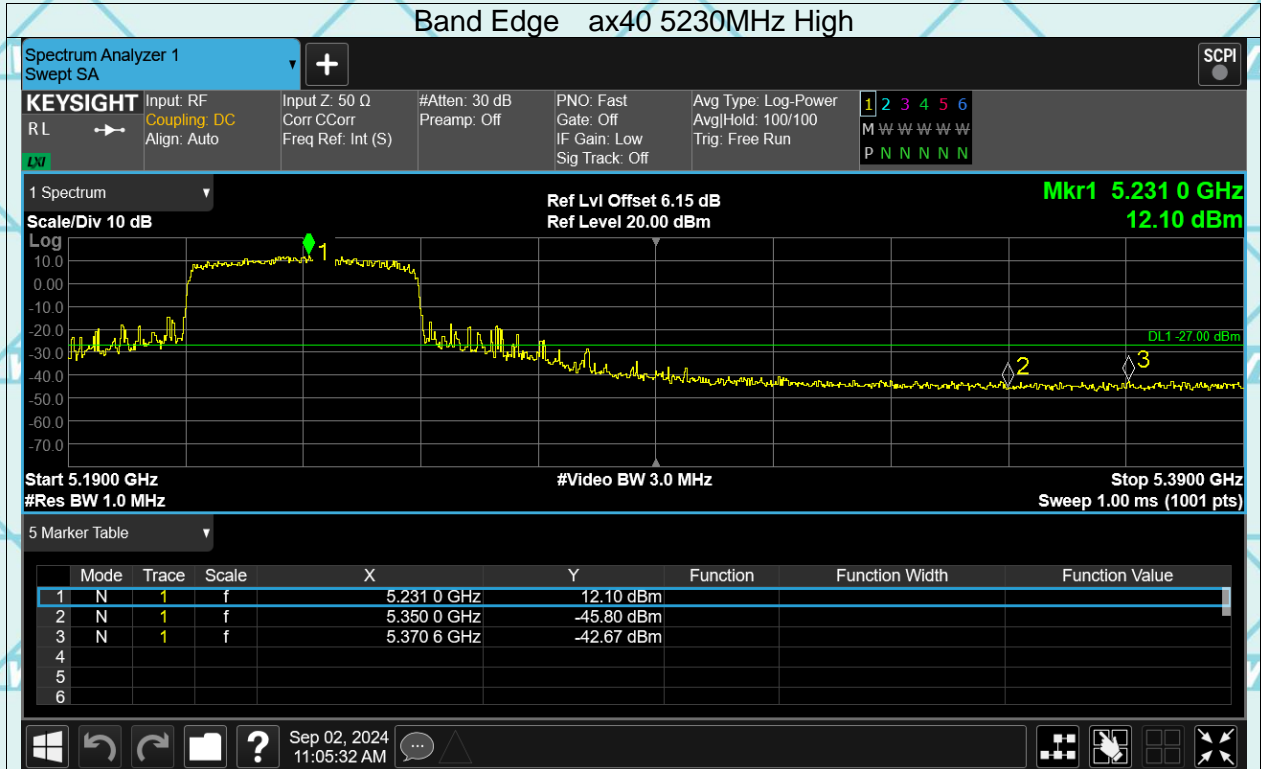 Band Edge ax40 5230MHz High
Spectrum Analyzer 1
Swept SA
+
SCPI
KEYSIGHT Input: RF Input Z: 50 Ω #Atten: 30 dB PNO: Fast Avg Type: Log-Power 1 2 3 4 5 6
RL Coupling: DC Corr CCorr Preamp: Off Gate: Off Avg|Hold: 100/100 M W W W W W
Align: Auto Freq Ref: Int (S) IF Gain: Low Trig: Free Run P N N N N N
LXI Sig Track: Off
1 Spectrum Ref Lvl Offset 6.15 dB Mkr1 5.231 0 GHz
Scale/Div 10 dB Ref Level 20.00 dBm 12.10 dBm
Log
1
10.0
0.00
-10.0
-20.0
DL1 -27.00 dBm
-30.0
2 3
-40.0
-50.0
-60.0
-70.0
Start 5.1900 GHz #Video BW 3.0 MHz Stop 5.3900 GHz
#Res BW 1.0 MHz Sweep 1.00 ms (1001 pts)
5 Marker Table
Mode Trace Scale X Y Function Function Width Function Value
1 N 1 f 5.231 0 GHz 12.10 dBm
2 N 1 f 5.350 0 GHz -45.80 dBm
3 N 1 f 5.370 6 GHz -42.67 dBm
4
5
6
? Sep 02, 2024
11:05:32 AM